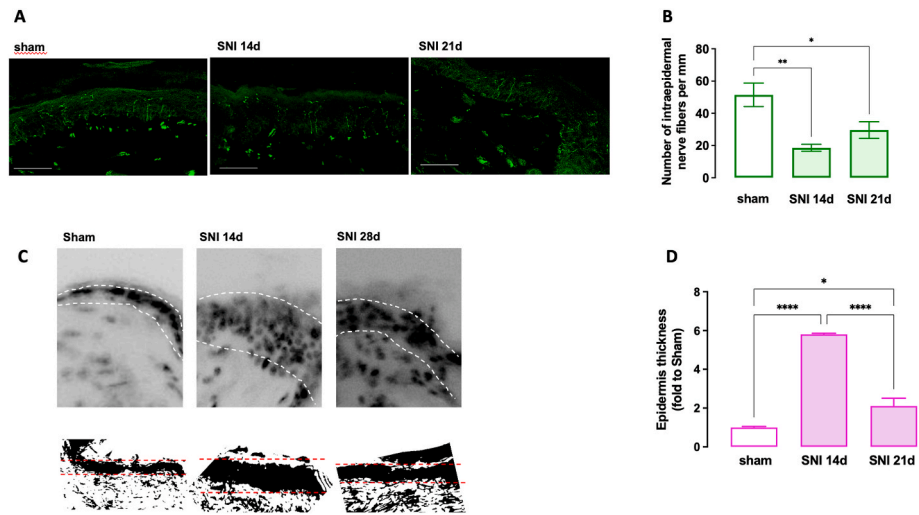 A
sham
SNI 14d
SNI 21d
B
Number of intraepidermal
nerve fibers per mm
80
60
40
20
0
*
**
sham
SNI 14d
SNI 21d
C
Sham
SNI 14d
SNI 28d
D
Epidermis thickness
(fold to Sham)
8
6
4
2
0
*
****
****
sham
SNI 14d
SNI 21d